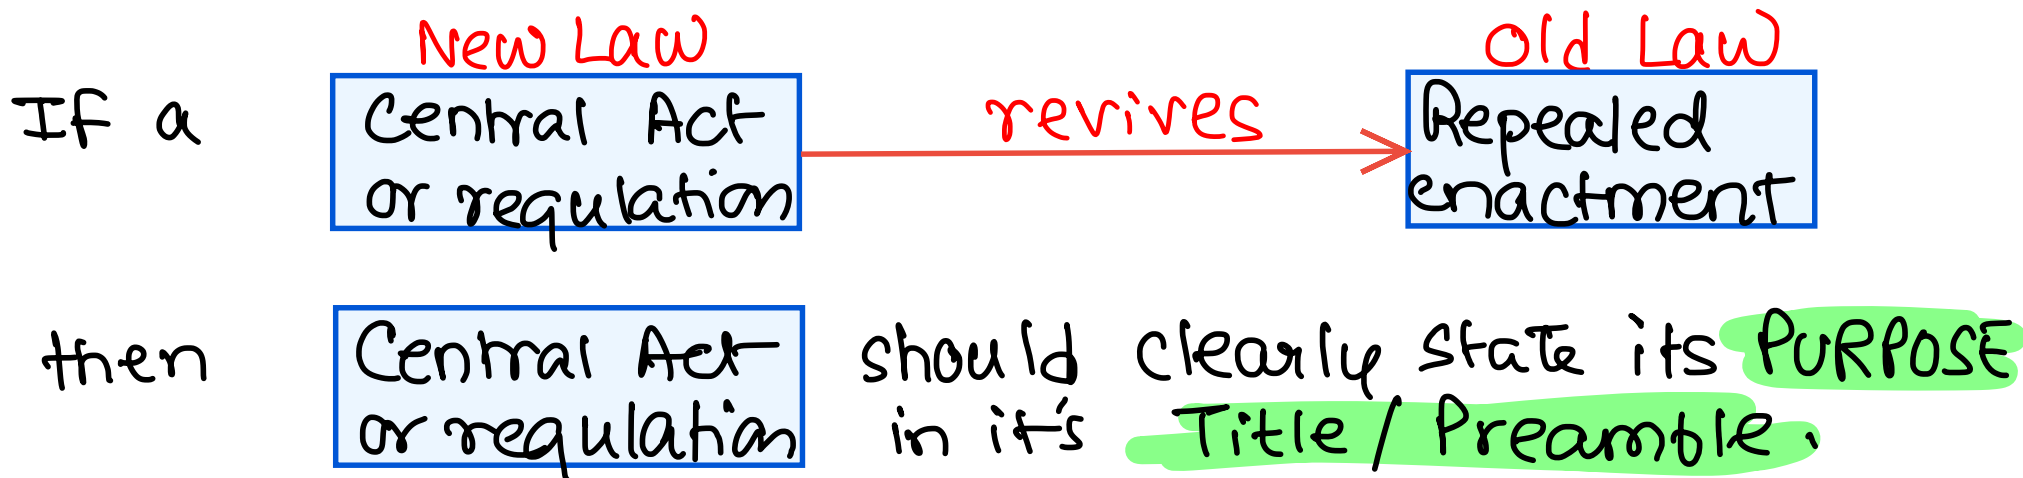 New Law
Old Law
If a Central Act revives Repealed
or regulation enactment
then Central Act should clearly state its PURPOSE
or regulation in it's Title / Preamble.